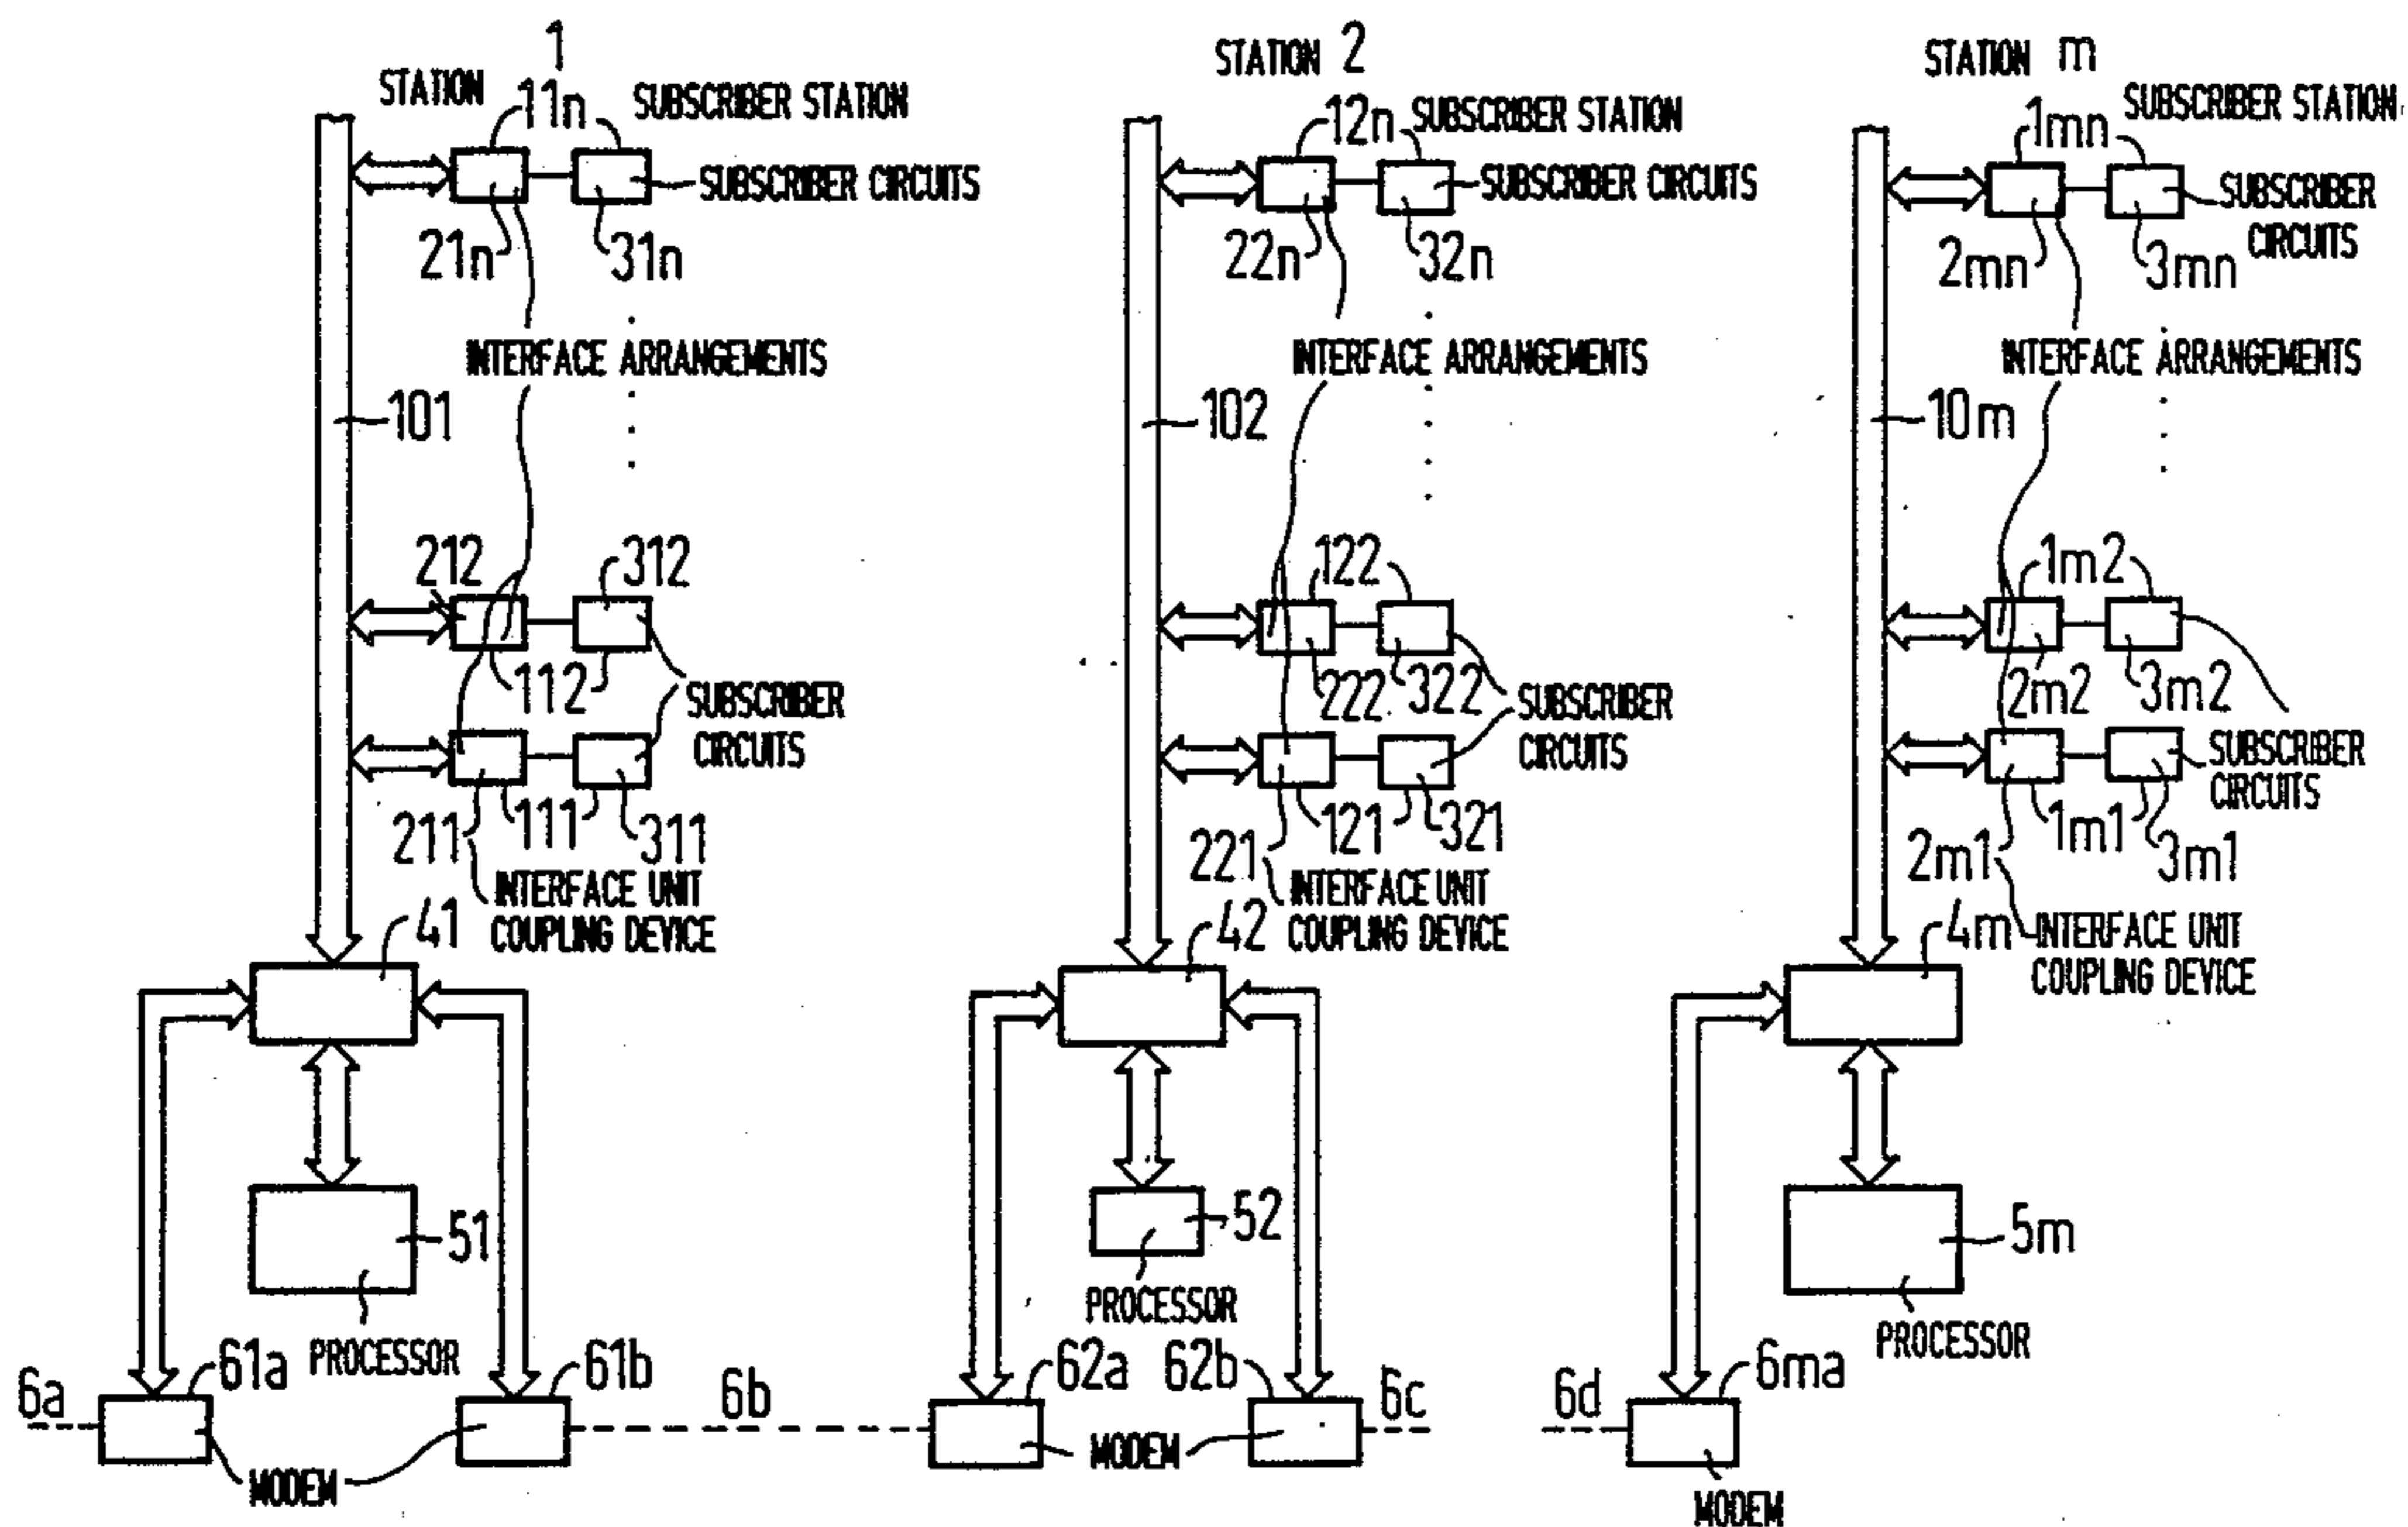 STATION 1
11n
SUBSCRIBER STATION
SUBSCRIBER CIRCUITS
21n
31n
INTERFACE ARRANGEMENTS
101
212
312
112
SUBSCRIBER
CIRCUITS
211
111
311
INTERFACE UNIT
COUPLING DEVICE
41
51
PROCESSOR
61a
61b
6a
MODEM
6b
STATION 2
12n
SUBSCRIBER STATION
SUBSCRIBER CIRCUITS
22n
32n
INTERFACE ARRANGEMENTS
102
122
222
322
SUBSCRIBER
CIRCUITS
221
121
321
INTERFACE UNIT
COUPLING DEVICE
42
52
PROCESSOR
62a
62b
MODEM
6c
STATION m
1mn
SUBSCRIBER STATION
SUBSCRIBER
CIRCUITS
2mn
3mn
INTERFACE ARRANGEMENTS
10m
1m2
2m2
3m2
SUBSCRIBER
CIRCUITS
2m1
1m1
3m1
INTERFACE UNIT
COUPLING DEVICE
4m
5m
PROCESSOR
6d
6ma
MODEM